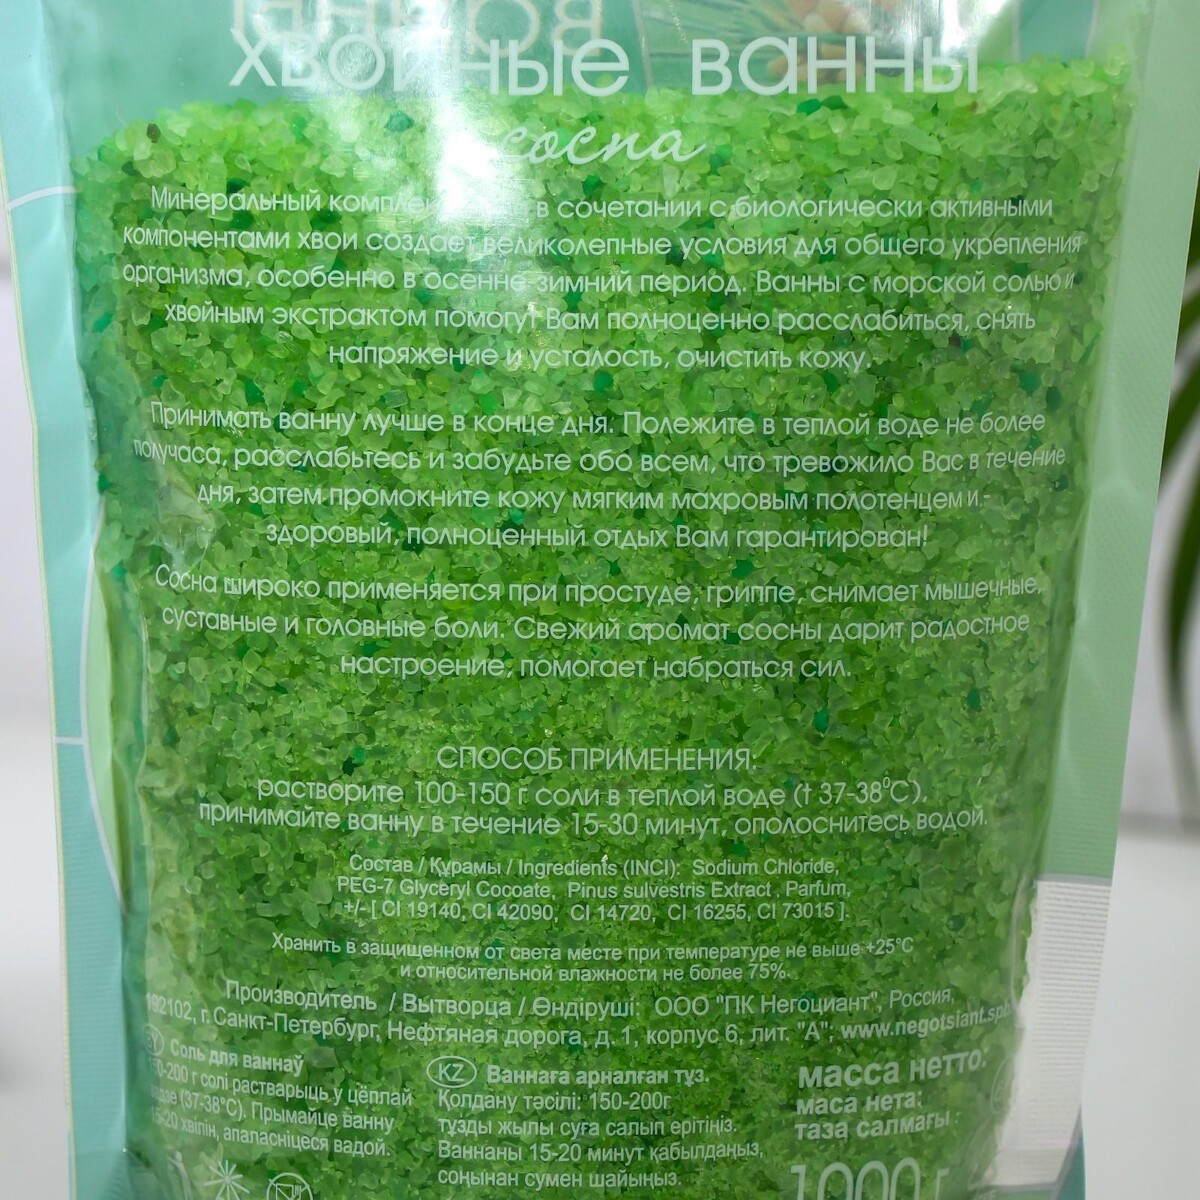 хвойные ванны
сосна
Минеральный в сочетании с биологически активными
компонентами хвои создает великолепные условия для общего укрепления
организма, особенно в осенне-зимний период. Ванны с морской солью и
хвойным экстрактом помогут Вам полноценно расслабиться, снять
напряжение и усталость, очистить кожу.
Принимать ванну лучше в конце дня. Полежите в теплой воде не более
получаса, расслабьтесь и забудьте обо всем, что тревожило Вас в течение
дня, затем промокните кожу мягким махровым полотенцем и -
здоровый, полноценный отдых Вам гарантирован!
Сосна широко применяется при простуде, гриппе, снимает мышечные,
суставные и головные боли. Свежий аромат сосны дарит радостное
настроение, помогает набраться сил.
СПОСОБ ПРИМЕНЕНИЯ:
растворите 100-150 г соли в теплой воде (t 37-38⁰C),
принимайте ванну в течение 15-30 минут, ополоснитесь водой.
Состав / Құрамы / Ingredients (INCI): Sodium Chloride,
PEG-7 Glyceryl Cocoate, Pinus sulvestris Extract, Parfum,
+/- [ CI 19140, CI 42090, CI 14720, CI 16255, CI 73015 ].
Хранить в защищенном от света месте при температуре не выше +25°C
и относительной влажности не более 75%.
Производитель / Вытворца / Өндіруші: ООО "ПК Негоциант", Россия,
192102, г. Санкт-Петербург, Нефтяная дорога, д. 1, корпус 6, лит. "А"; www.negotsiant.spb.
Соль для ваннаў
-200 г солі растварыць у цёплай
(37-38°C). Прымайце ванну
15-20 хвілін, апаласніцеся вадой.
KZ Ваннаға арналған тұз.
Қолдану тәсілі: 150-200г
тұзды жылы суға салып ерітіңіз.
Ваннаны 15-20 минут қабылдаңыз,
соңынан сумен шайыңыз.
масса нетто:
маса нета:
таза салмағы
1000 г